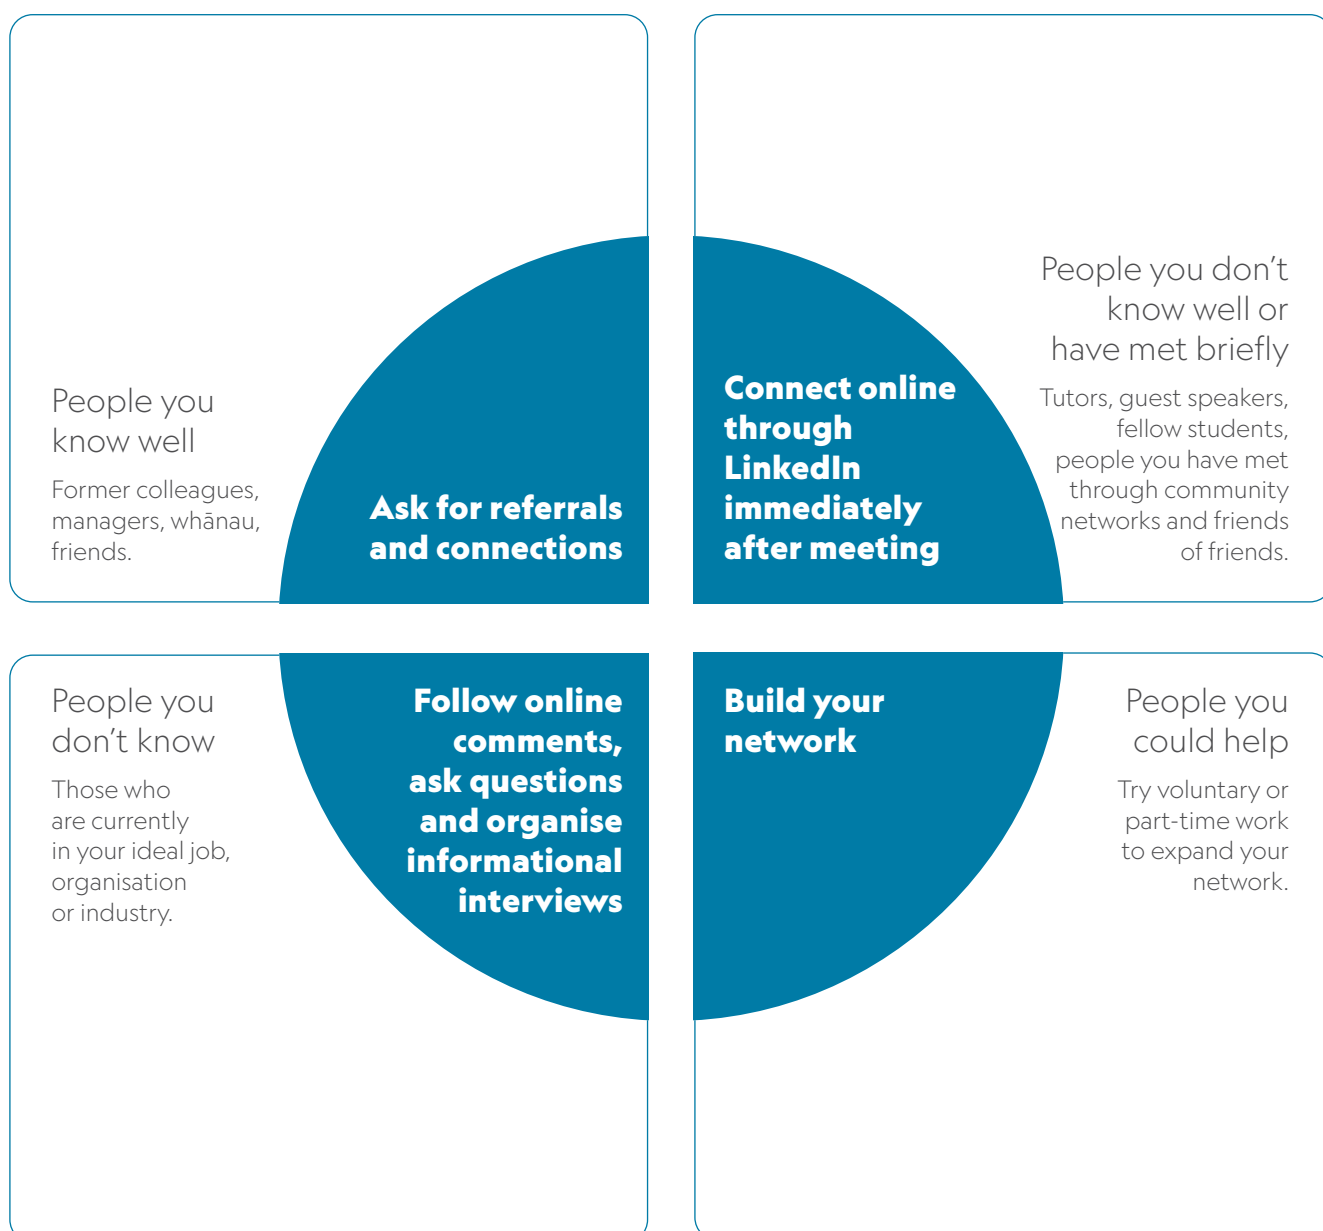 People you
know well
Former colleagues,
managers, whānau,
friends.
Ask for referrals
and connections
Connect online
through
LinkedIn
immediately
after meeting
People you don’t
know well or
have met briefly
Tutors, guest speakers,
fellow students,
people you have met
through community
networks and friends
of friends.
People you
don’t know
Those who
are currently
in your ideal job,
organisation
or industry.
Follow online
comments,
ask questions
and organise
informational
interviews
Build your
network
People you
could help
Try voluntary or
part-time work
to expand your
network.